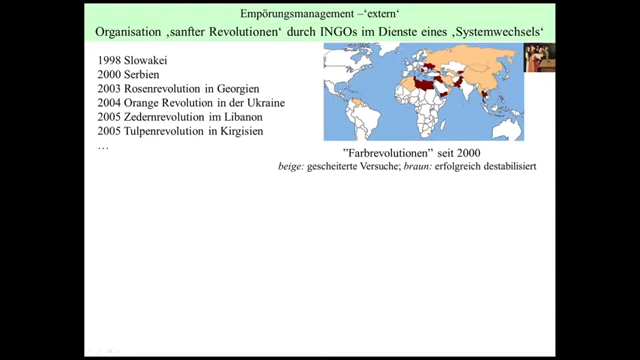 Empörungsmanagement –‘extern‘
Organisation ‚sanfter Revolutionen‘ durch INGOs im Dienste eines ‚Systemwechsels‘
1998 Slowakei
2000 Serbien
2003 Rosenrevolution in Georgien
2004 Orange Revolution in der Ukraine
2005 Zedernrevolution im Libanon
2005 Tulpenrevolution in Kirgisien
…
”Farbrevolutionen” seit 2000
beige: gescheiterte Versuche; braun: erfolgreich destabilisiert